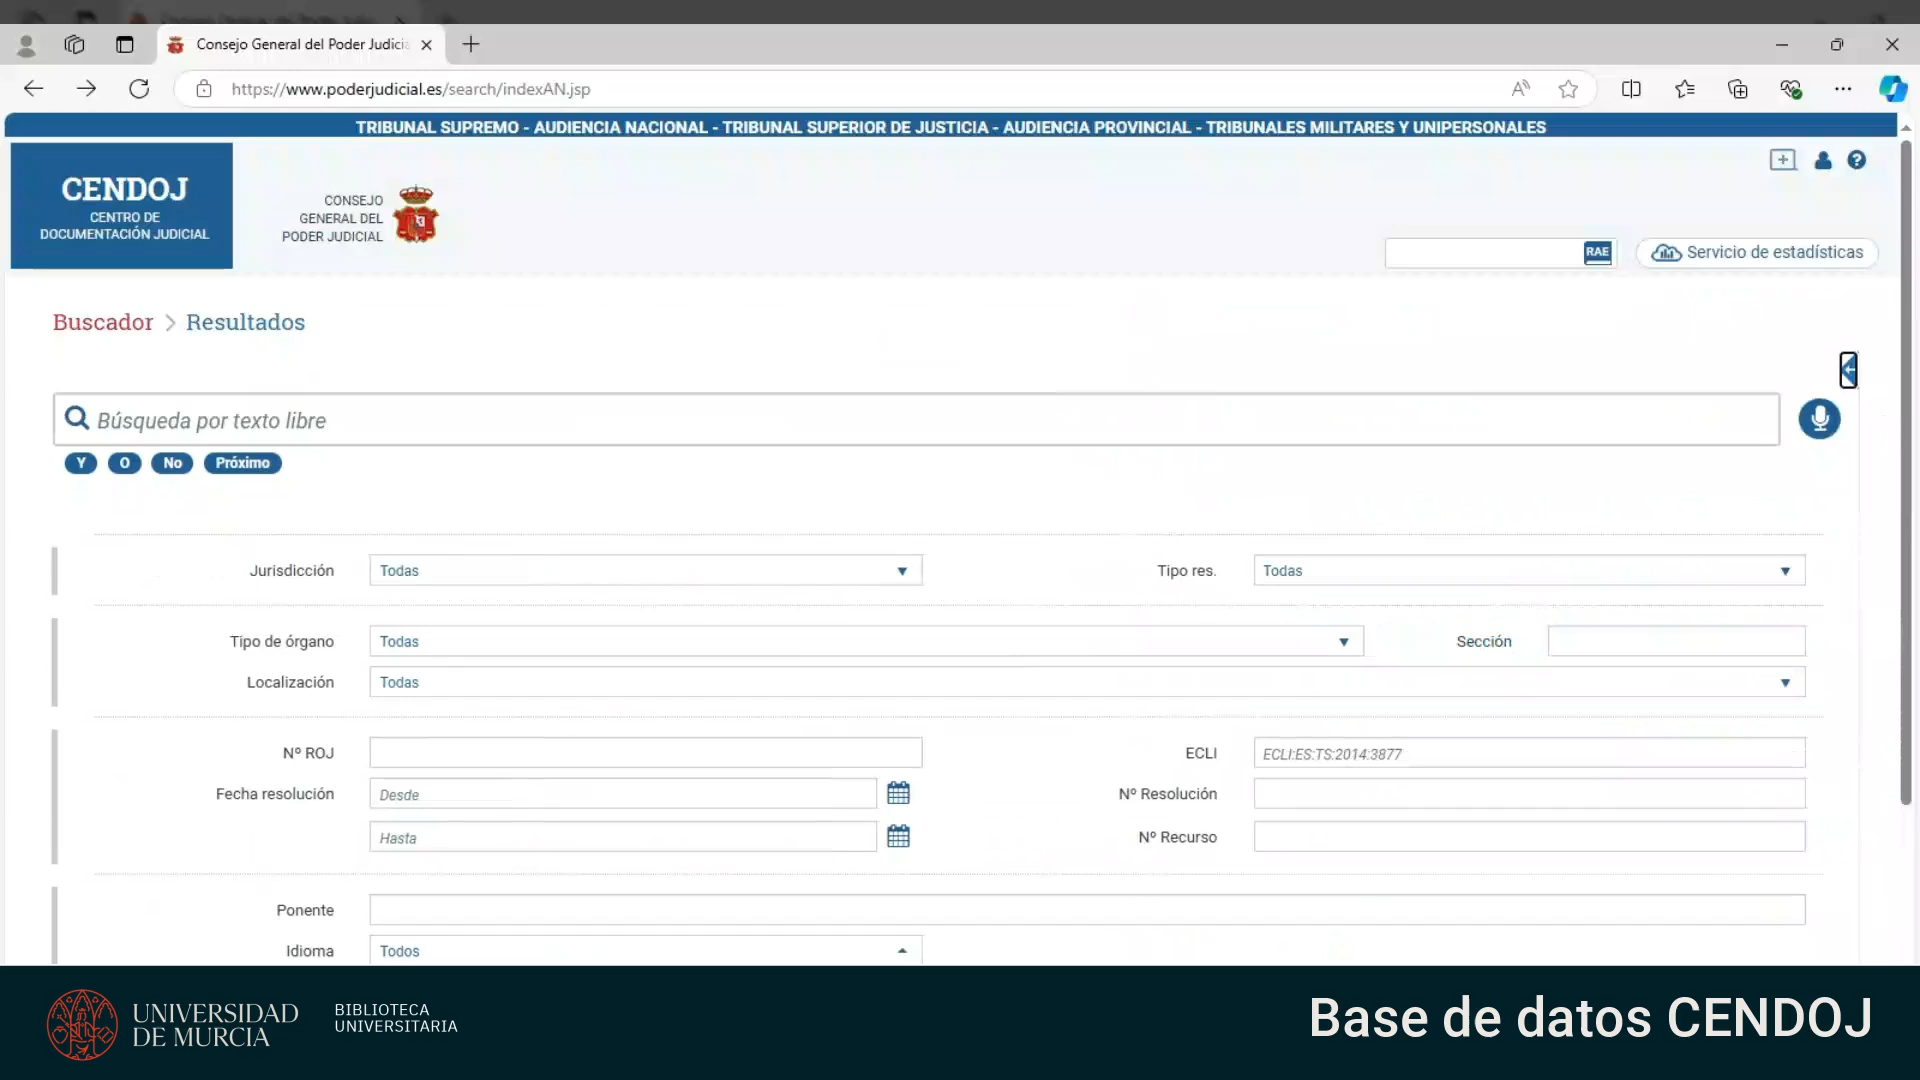 Consejo General del Poder Judicia
https://www.poderjudicial.es/search/indexAN.jsp
TRIBUNAL SUPREMO - AUDIENCIA NACIONAL - TRIBUNAL SUPERIOR DE JUSTICIA - AUDIENCIA PROVINCIAL - TRIBUNALES MILITARES Y UNIPERSONALES
CENDOJ
CENTRO DE
DOCUMENTACIÓN JUDICIAL
CONSEJO
GENERAL DEL
PODER JUDICIAL
RAE
Servicio de estadísticas
Buscador > Resultados
Búsqueda por texto libre
Y O No Próximo
Jurisdicción Todas Tipo res. Todas
Tipo de órgano Todas Sección
Localización Todas
Nº ROJ ECLI ECLI:ES:TS:2014:3877
Fecha resolución Desde Nº Resolución
Hasta Nº Recurso
Ponente
Idioma Todos
UNIVERSIDAD
DE MURCIA
BIBLIOTECA
UNIVERSITARIA
Base de datos CENDOJ